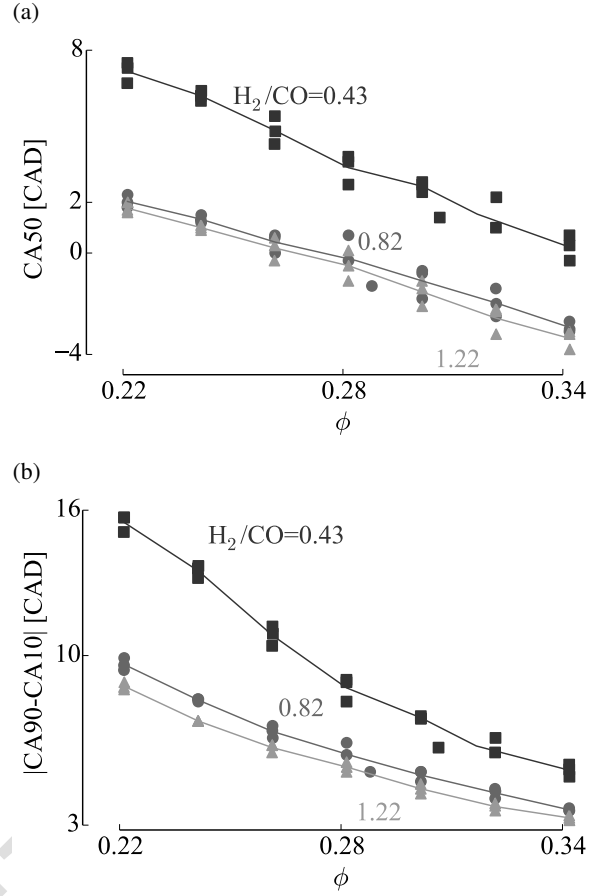 (a)
8
H₂/CO=0.43
CA50 [CAD]
2
0.82
0
1.22
−4
0.22
0.28
0.34
ϕ
(b)
16
H₂/CO=0.43
|CA90-CA10| [CAD]
10
0.82
1.22
3
0.22
0.28
0.34
ϕ